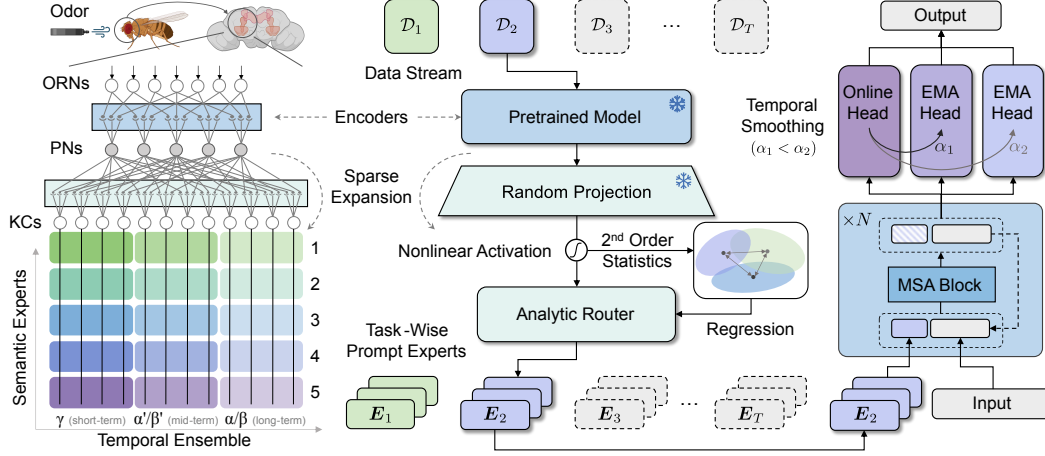 Odor
ORNs
PNs
KCs
Semantic Experts
1
2
3
4
5
γ (short-term)
α'/β' (mid-term)
α/β (long-term)
Temporal Ensemble
Encoders
Sparse
Expansion
𝒟₁
𝒟₂
𝒟₃
...
𝒟_T
Data Stream
Pretrained Model
Random Projection
Nonlinear Activation
2nd Order
Statistics
Analytic Router
Regression
Task-Wise
Prompt Experts
E₁
E₂
E₃
...
E_T
Output
Online
Head
EMA
Head
α₁
EMA
Head
α₂
Temporal
Smoothing
(α₁ < α₂)
×N
MSA Block
E₂
Input